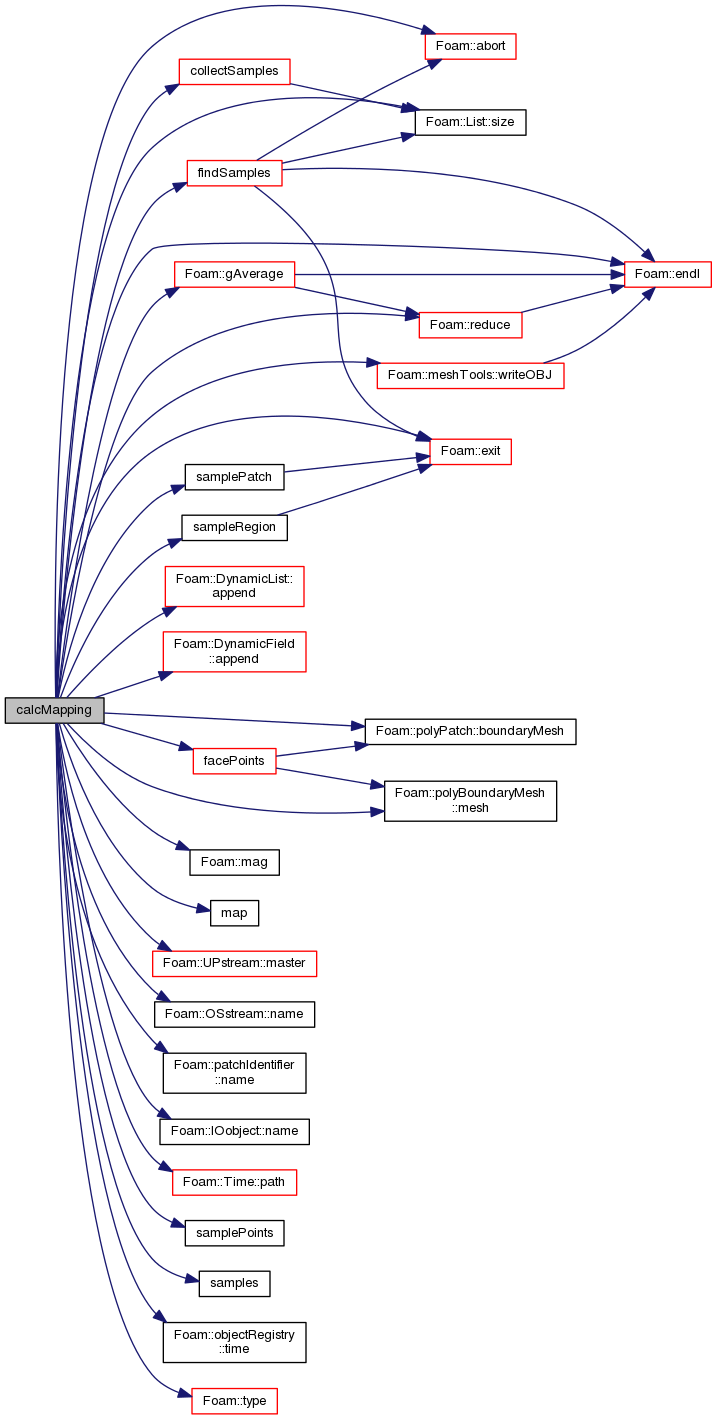 Foam::abort
collectSamples
Foam::List::size
findSamples
Foam::gAverage
Foam::endl
Foam::reduce
Foam::meshTools::writeOBJ
Foam::exit
samplePatch
sampleRegion
Foam::DynamicList::
append
Foam::DynamicField
::append
calcMapping
Foam::polyPatch::boundaryMesh
facePoints
Foam::polyBoundaryMesh
::mesh
Foam::mag
map
Foam::UPstream::master
Foam::OSstream::name
Foam::patchIdentifier
::name
Foam::IOobject::name
Foam::Time::path
samplePoints
samples
Foam::objectRegistry
::time
Foam::type